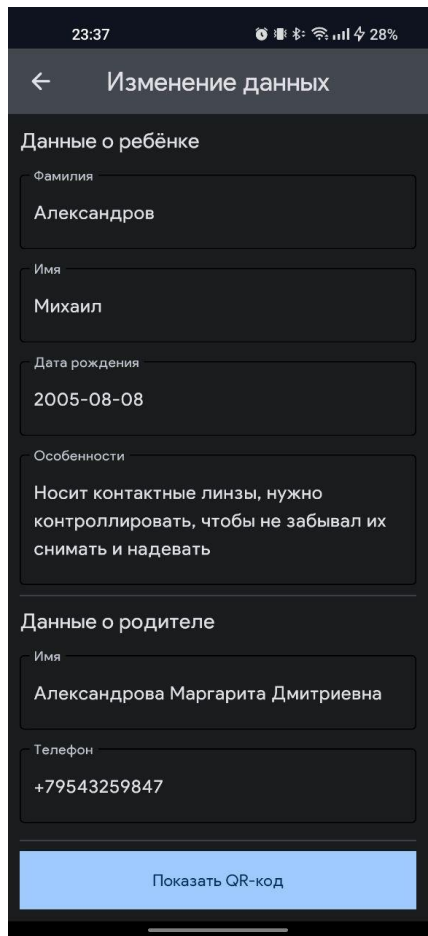 23:37
28%
Изменение данных
Данные о ребёнке
Фамилия
Александров
Имя
Михаил
Дата рождения
2005-08-08
Особенности
Носит контактные линзы, нужно
контроллировать, чтобы не забывал их
снимать и надевать
Данные о родителе
Имя
Александрова Маргарита Дмитриевна
Телефон
+79543259847
Показать QR-код